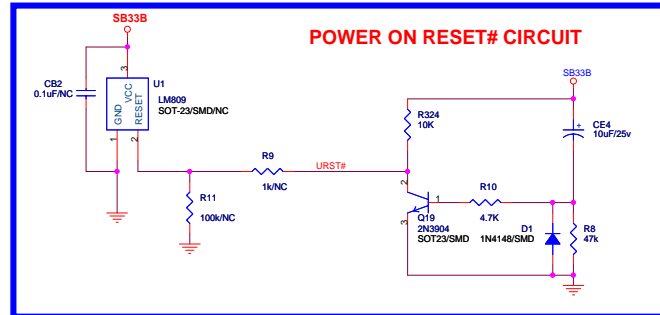 SB33B
POWER ON RESET# CIRCUIT
SB33B
CB2
0.1uF/NC
3
U1
VCC
GND
RESET
LM809
SOT-23/SMD/NC
1
2
R324
10K
+
CE4
10uF/25v
R9
URST#
1k/NC
2
R11
100k/NC
1
R10
4.7K
Q19
2N3904
SOT23/SMD
3
D1
1N4148/SMD
R8
47k